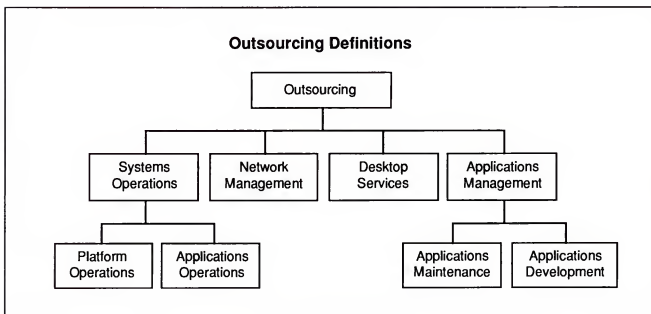 Outsourcing Definitions
Outsourcing
Systems
Operations
Network
Management
Desktop
Services
Applications
Management
Platform
Operations
Applications
Operations
Applications
Maintenance
Applications
Development